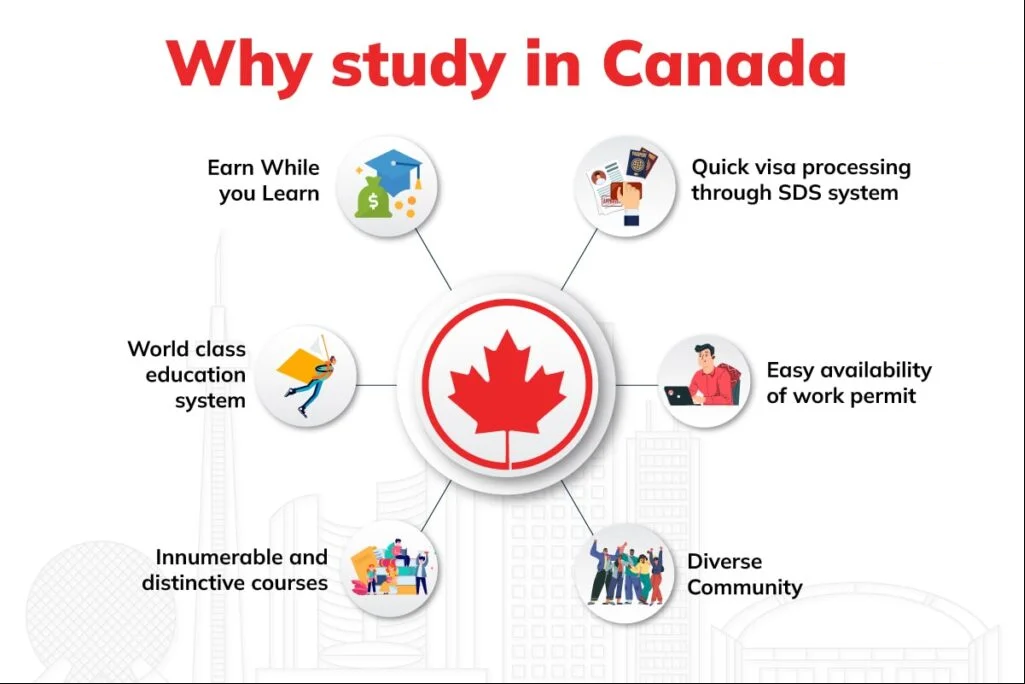 Why study in Canada
Earn While
you Learn
Quick visa processing
through SDS system
World class
education
system
Easy availability
of work permit
Innumerable and
distinctive courses
Diverse
Community